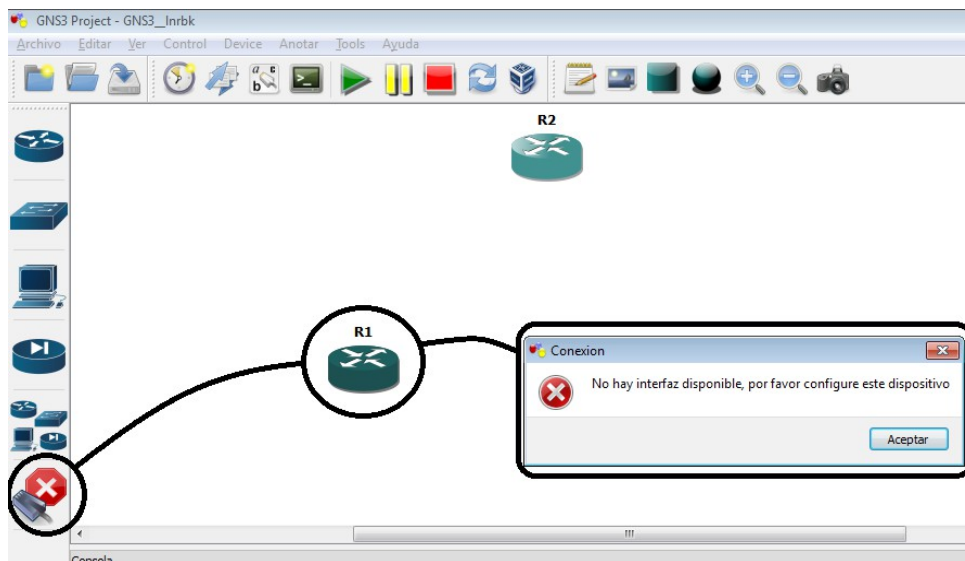 GNS3 Project - GNS3__lnrbk
Archivo Editar Ver Control Device Anotar Tools Ayuda
R2
R1
Conexion
No hay interfaz disponible, por favor configure este dispositivo
Aceptar
Consola